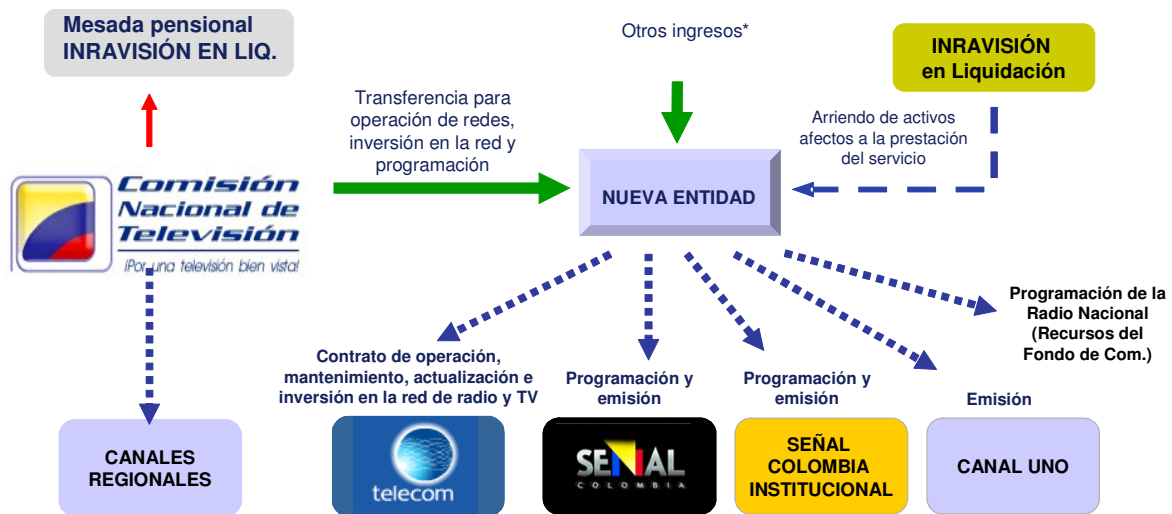 Mesada pensional
INRAVISIÓN EN LIQ.
Otros ingresos*
INRAVISIÓN
en Liquidación
Transferencia para
operación de redes,
inversión en la red y
programación
Arriendo de activos
afectos a la prestación
del servicio
Comisión
Nacional de
Televisión
¡Por una televisión bien vista!
NUEVA ENTIDAD
Programación de la
Radio Nacional
(Recursos del
Fondo de Com.)
Contrato de operación,
mantenimiento, actualización e
inversión en la red de radio y TV
Programación y
emisión
Programación y
emisión
Emisión
CANALES
REGIONALES
telecom
SEÑAL
COLOMBIA
SEÑAL
COLOMBIA
INSTITUCIONAL
CANAL UNO